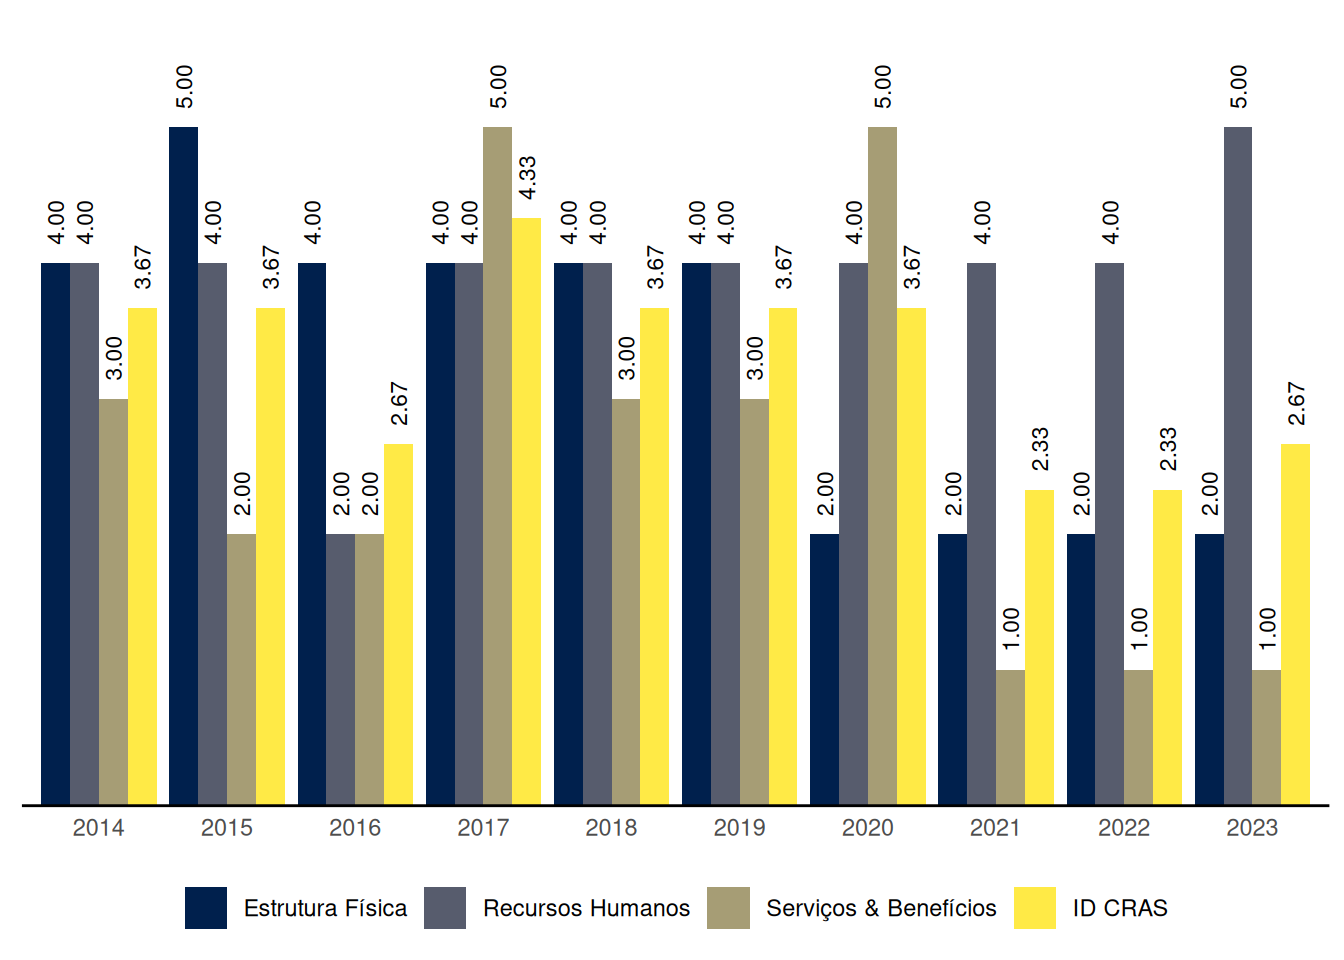 4.00 4.00 3.00 3.67
5.00 4.00 2.00 3.67
4.00 2.00 2.00 2.67
4.00 4.00 5.00 4.33
4.00 4.00 3.00 3.67
4.00 4.00 3.00 3.67
2.00 4.00 5.00 3.67
2.00 4.00 1.00 2.33
2.00 4.00 1.00 2.33
2.00 5.00 1.00 2.67
2014 2015 2016 2017 2018 2019 2020 2021 2022 2023
Estrutura Física Recursos Humanos Serviços & Benefícios ID CRAS